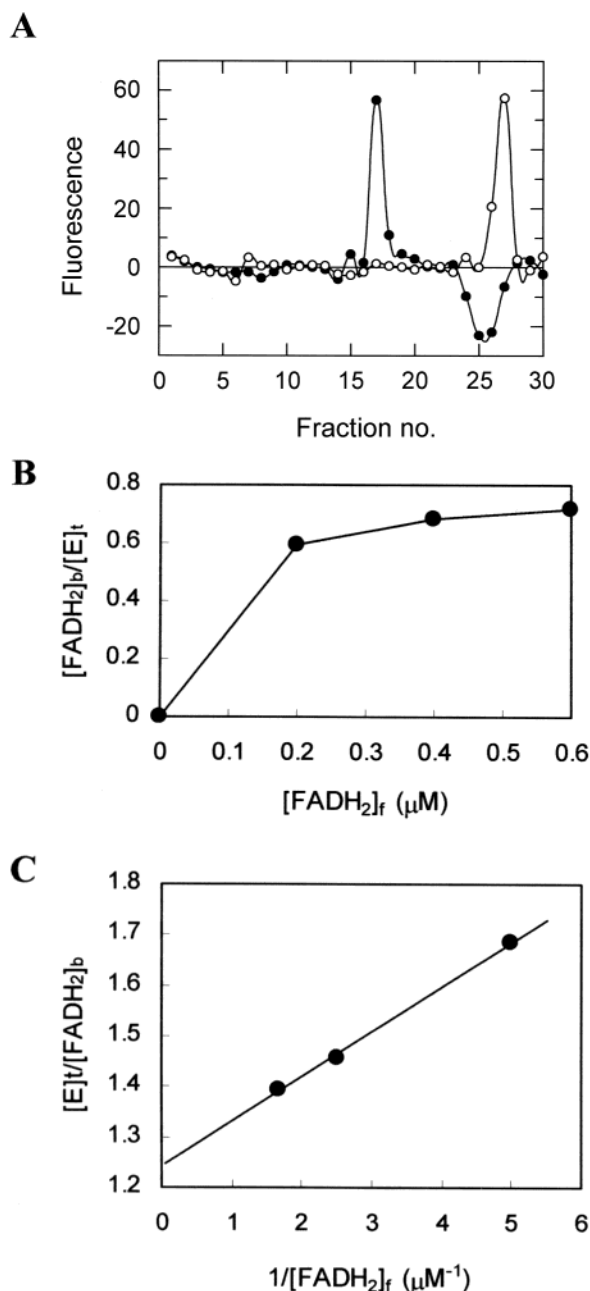 A
60
40
20
0
-20
Fluorescence
0 5 10 15 20 25 30
Fraction no.
B
0.8
0.6
0.4
0.2
0
[FADH₂]b/[E]t
0 0.1 0.2 0.3 0.4 0.5 0.6
[FADH₂]f (μM)
C
1.8
1.7
1.6
1.5
1.4
1.3
1.2
[E]t/[FADH₂]b
0 1 2 3 4 5 6
1/[FADH₂]f (μM⁻¹)